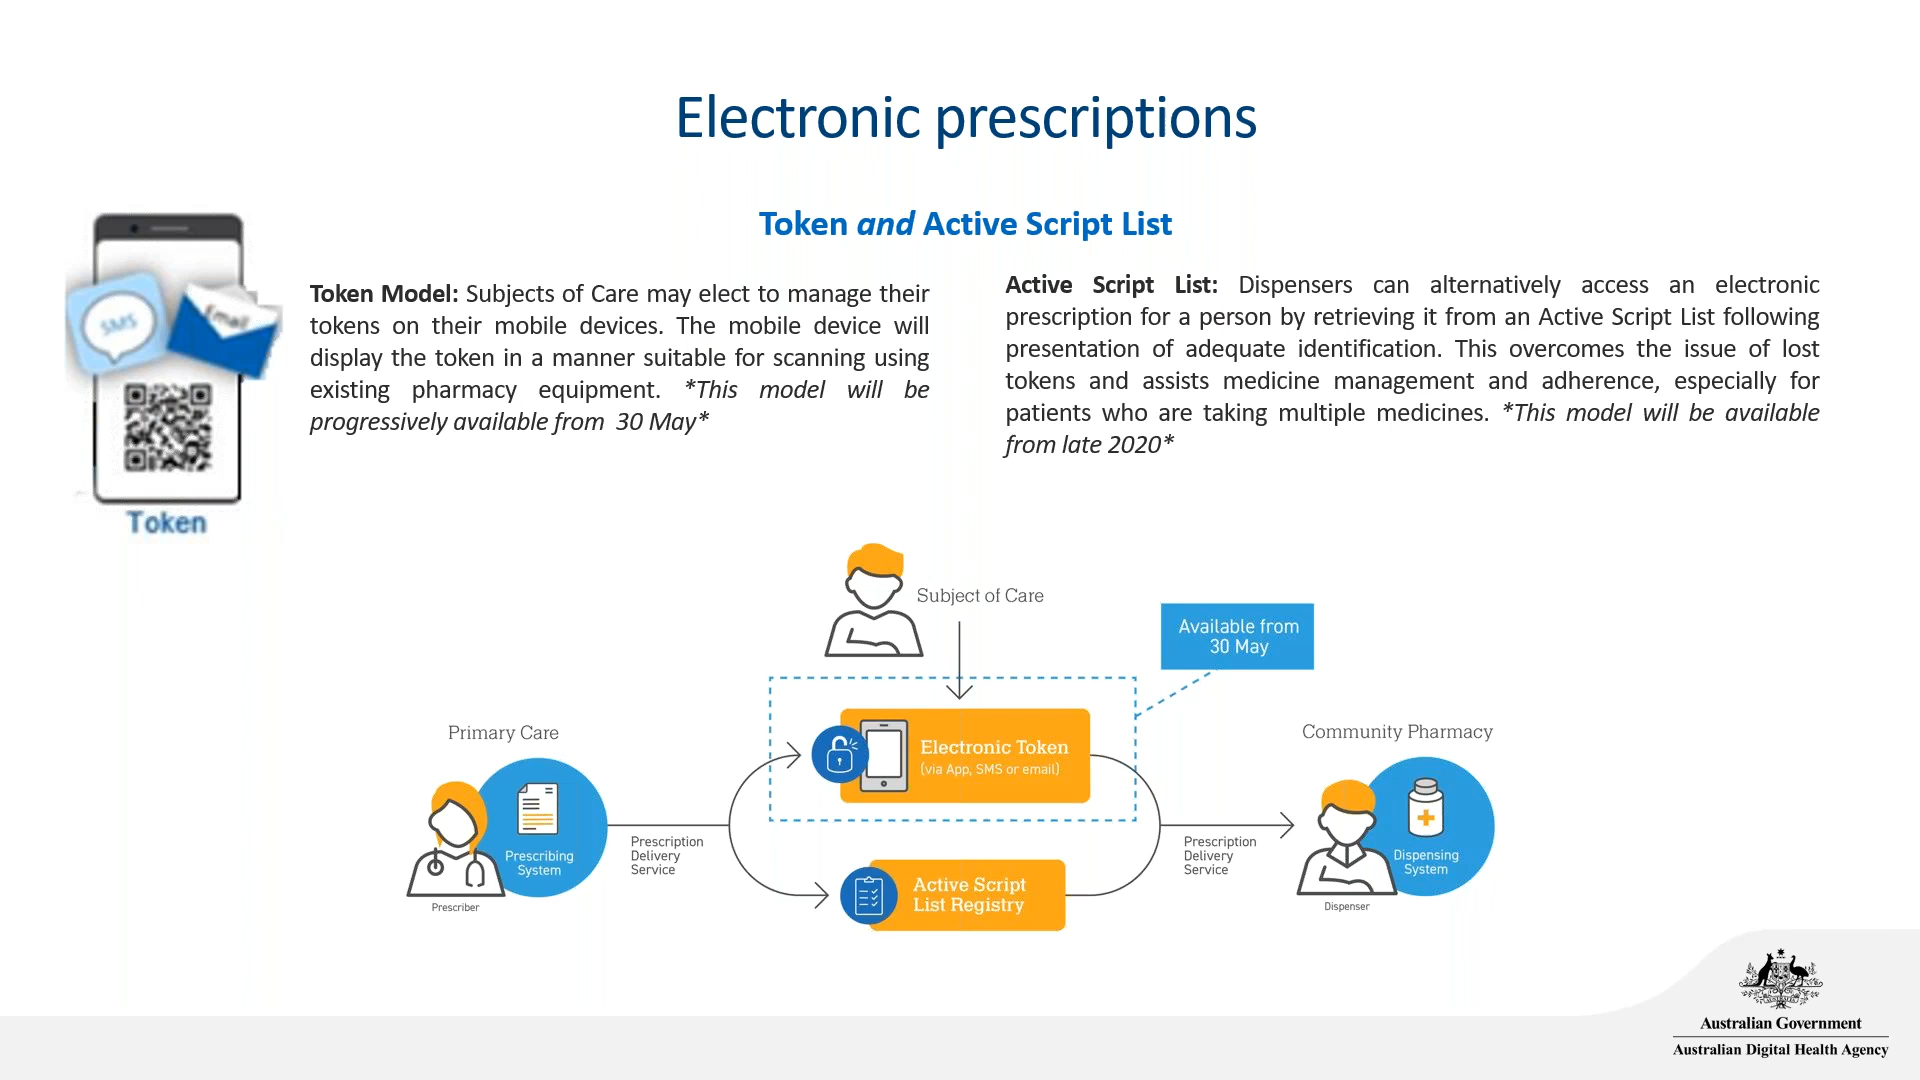 Electronic prescriptions
Token and Active Script List
SMS
Email
Token
Token Model: Subjects of Care may elect to manage their
tokens on their mobile devices. The mobile device will
display the token in a manner suitable for scanning using
existing pharmacy equipment. *This model will be
progressively available from 30 May*
Active Script List: Dispensers can alternatively access an electronic
prescription for a person by retrieving it from an Active Script List following
presentation of adequate identification. This overcomes the issue of lost
tokens and assists medicine management and adherence, especially for
patients who are taking multiple medicines. *This model will be available
from late 2020*
Subject of Care
Available from
30 May
Primary Care
Prescribing
System
Prescriber
Prescription
Delivery
Service
Electronic Token
(via App, SMS or email)
Active Script
List Registry
Prescription
Delivery
Service
Community Pharmacy
Dispensing
System
Dispenser
Australian Government
Australian Digital Health Agency